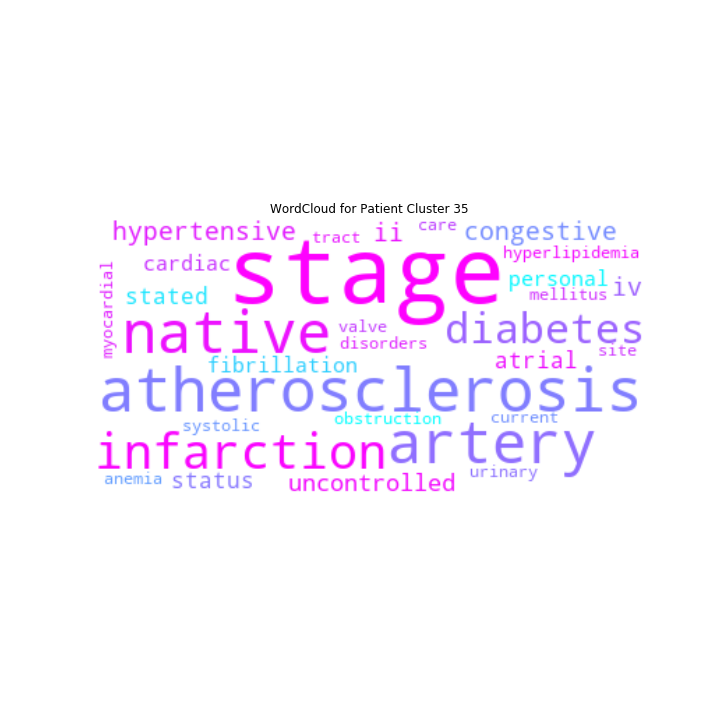 WordCloud for Patient Cluster 35
hypertensive
tract
ii
care
congestive
cardiac
stage
hyperlipidemia
personal
mellitus
iv
stated
myocardial
native
valve
disorders
diabetes
site
fibrillation
atrial
atherosclerosis
obstruction
current
systolic
infarction
artery
urinary
anemia
status
uncontrolled